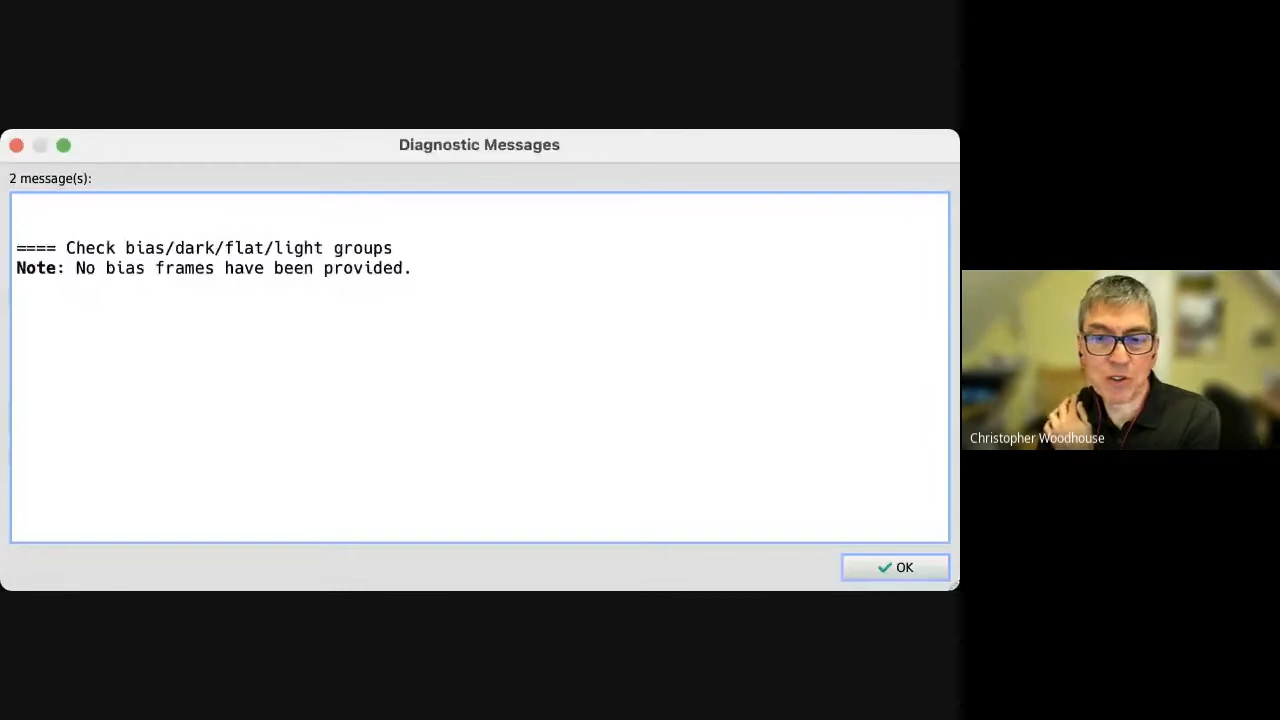 Diagnostic Messages
2 message(s):
==== Check bias/dark/flat/light groups
Note: No bias frames have been provided.
OK
Christopher Woodhouse